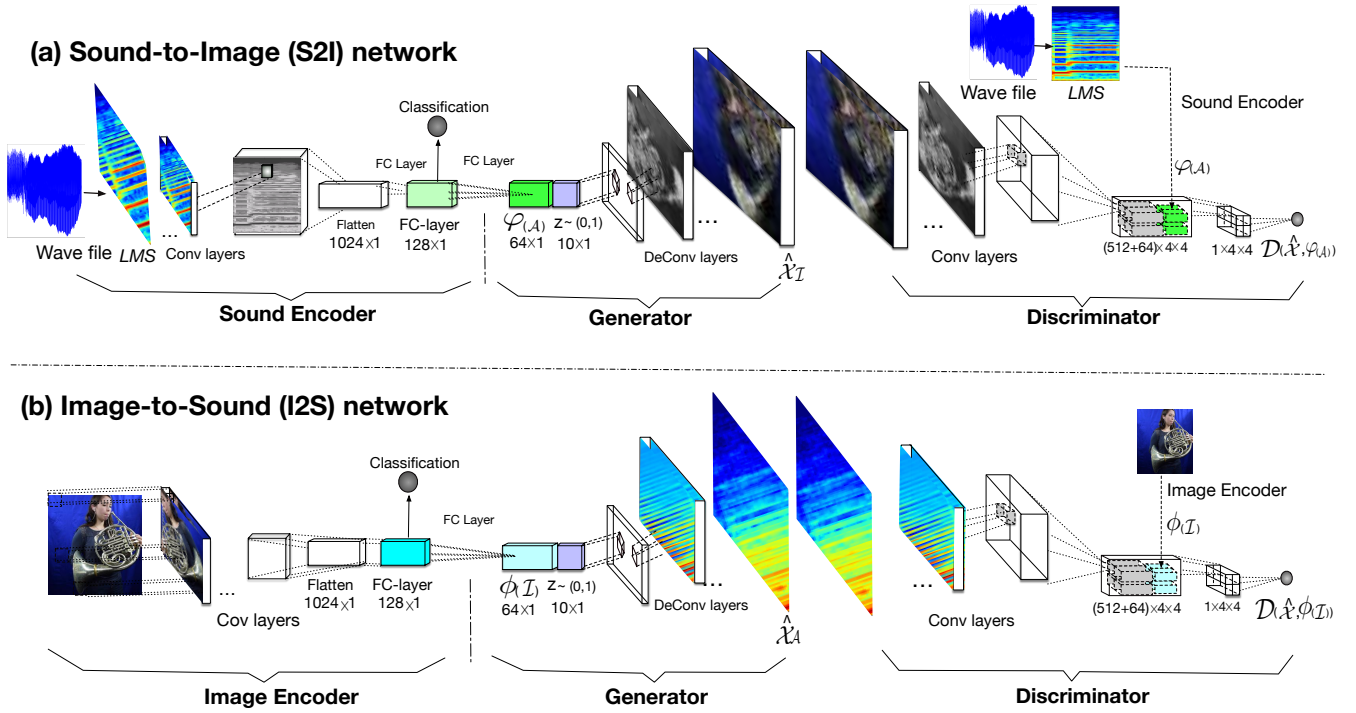 (a) Sound-to-Image (S2I) network
Wave file
LMS
Sound Encoder
φ(A)
Classification
FC Layer
FC Layer
Wave file
LMS
...
Conv layers
Flatten
1024×1
FC-layer
128×1
φ(A)
64×1
Z~ (0,1)
10×1
...
DeConv layers
X̂I
...
Conv layers
(512+64)×4×4
1×4×4
D(X̂,φ(A))
Sound Encoder
Generator
Discriminator
(b) Image-to-Sound (I2S) network
Classification
FC Layer
Image Encoder
ϕ(I)
...
Cov layers
Flatten
1024×1
FC-layer
128×1
ϕ(I)
64×1
Z~ (0,1)
10×1
...
DeConv layers
X̂A
...
Conv layers
(512+64)×4×4
1×4×4
D(X̂,ϕ(I))
Image Encoder
Generator
Discriminator